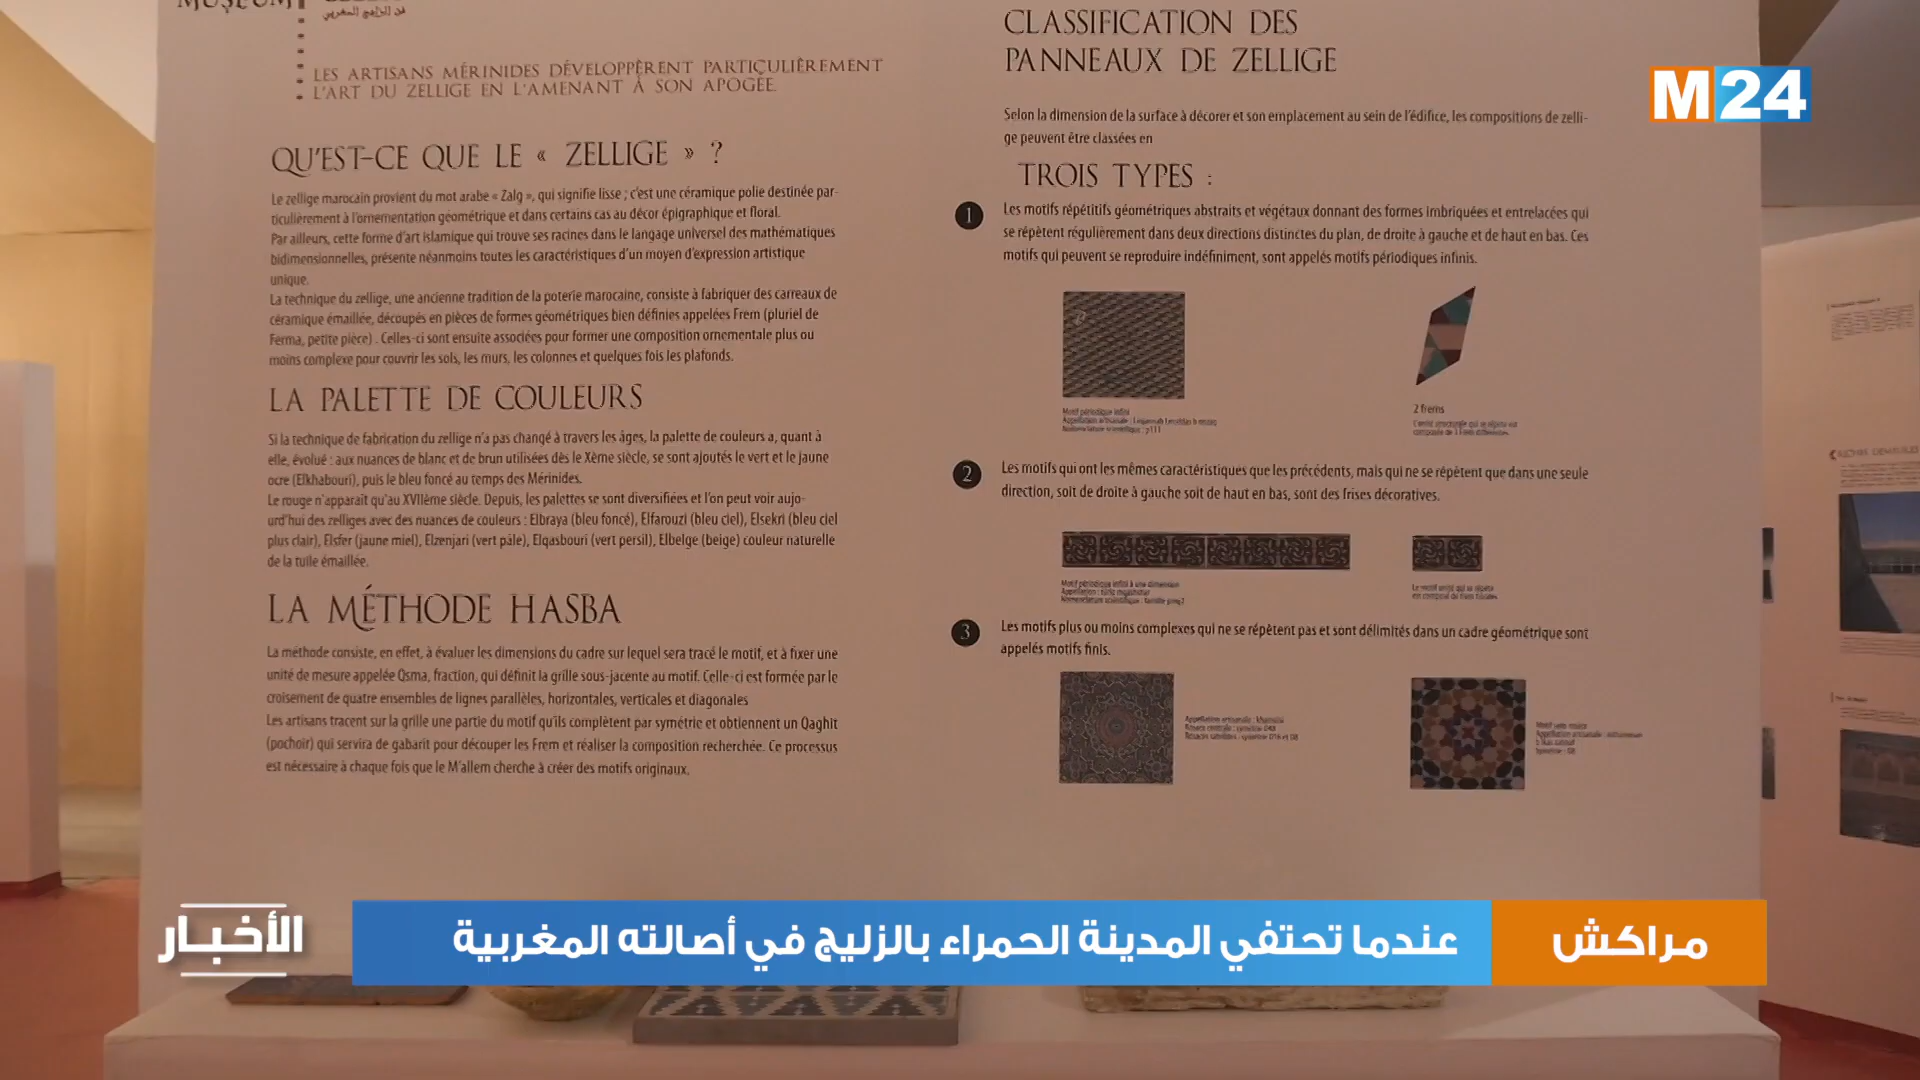 MUSEUM
فن الزليج المغربي
LES ARTISANS MÉRINIDES DÉVELOPPÈRENT PARTICULIÈREMENT
L'ART DU ZELLIGE EN L'AMENANT À SON APOGÉE
QU'EST-CE QUE LE « ZELLIGE » ?
Le zellige marocain provient du mot arabe « Zalg », qui signifie lisse ; c'est une céramique polie destinée par-
ticulièrement à l'ornementation géométrique et dans certains cas au décor épigraphique et floral.
Par ailleurs, cette forme d'art islamique qui trouve ses racines dans le langage universel des mathématiques
bidimensionnelles, présente néanmoins toutes les caractéristiques d'un moyen d'expression artistique
unique.
La technique du zellige, une ancienne tradition de la poterie marocaine, consiste à fabriquer des carreaux de
céramique émaillée, découpés en pièces de formes géométriques bien définies appelées Frem (pluriel de
Ferma, petite pièce) . Celles-ci sont ensuite associées pour former une composition ornementale plus ou
moins complexe pour couvrir les sols, les murs, les colonnes et quelques fois les plafonds.
LA PALETTE DE COULEURS
Si la technique de fabrication du zellige n'a pas changé à travers les âges, la palette de couleurs a, quant à
elle, évolué : aux nuances de blanc et de brun utilisées dès le Xème siècle, se sont ajoutés le vert et le jaune
ocre (Elkhabouri), puis le bleu foncé au temps des Mérinides.
Le rouge n'apparaît qu'au XVIIème siècle. Depuis, les palettes se sont diversifiées et l'on peut voir aujo-
urd'hui des zelliges avec des nuances de couleurs : Elbraya (bleu foncé), Elfarouzi (bleu ciel), Elsekri (bleu ciel
plus clair), Elsfer (jaune miel), Elzenjari (vert pâle), Elqasbouri (vert persil), Elbelge (beige) couleur naturelle
de la tuile émaillée.
LA MÉTHODE HASBA
La méthode consiste, en effet, à évaluer les dimensions du cadre sur lequel sera tracé le motif, et à fixer une
unité de mesure appelée Qsma, fraction, qui définit la grille sous-jacente au motif. Celle-ci est formée par le
croisement de quatre ensembles de lignes parallèles, horizontales, verticales et diagonales
Les artisans tracent sur la grille une partie du motif qu'ils complètent par symétrie et obtiennent un Qaghit
(pochoir) qui servira de gabarit pour découper les Frem et réaliser la composition recherchée. Ce processus
est nécessaire à chaque fois que le M'allem cherche à créer des motifs originaux.
CLASSIFICATION DES
PANNEAUX DE ZELLIGE
Selon la dimension de la surface à décorer et son emplacement au sein de l'édifice, les compositions de zelli-
ge peuvent être classées en
TROIS TYPES :
1 Les motifs répétitifs géométriques abstraits et végétaux donnant des formes imbriquées et entrelacées qui
se répètent régulièrement dans deux directions distinctes du plan, de droite à gauche et de haut en bas. Ces
motifs qui peuvent se reproduire indéfiniment, sont appelés motifs périodiques infinis.
Motif périodique infini
2 frems
2 Les motifs qui ont les mêmes caractéristiques que les précédents, mais qui ne se répètent que dans une seule
direction, soit de droite à gauche soit de haut en bas, sont des frises décoratives.
Motif périodique infini à une dimension
Le motif unité qui se répète
3 Les motifs plus ou moins complexes qui ne se répètent pas et sont délimités dans un cadre géométrique sont
appelés motifs finis.
M24
الأخبار
عندما تحتفي المدينة الحمراء بالزليج في أصالته المغربية
مراكش